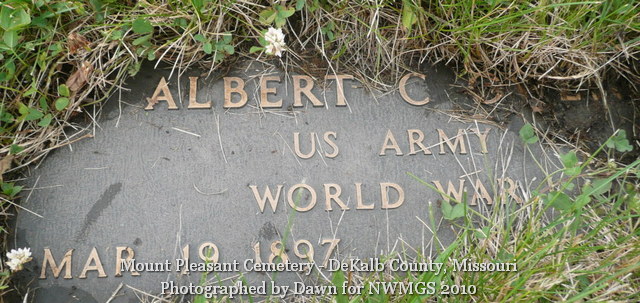 ALBERT C
US ARMY
WORLD WAR
MAR 19 1897
Mount Pleasant Cemetery - DeKalb County, Missouri
Photographed by Dawn for NWMGS 2010